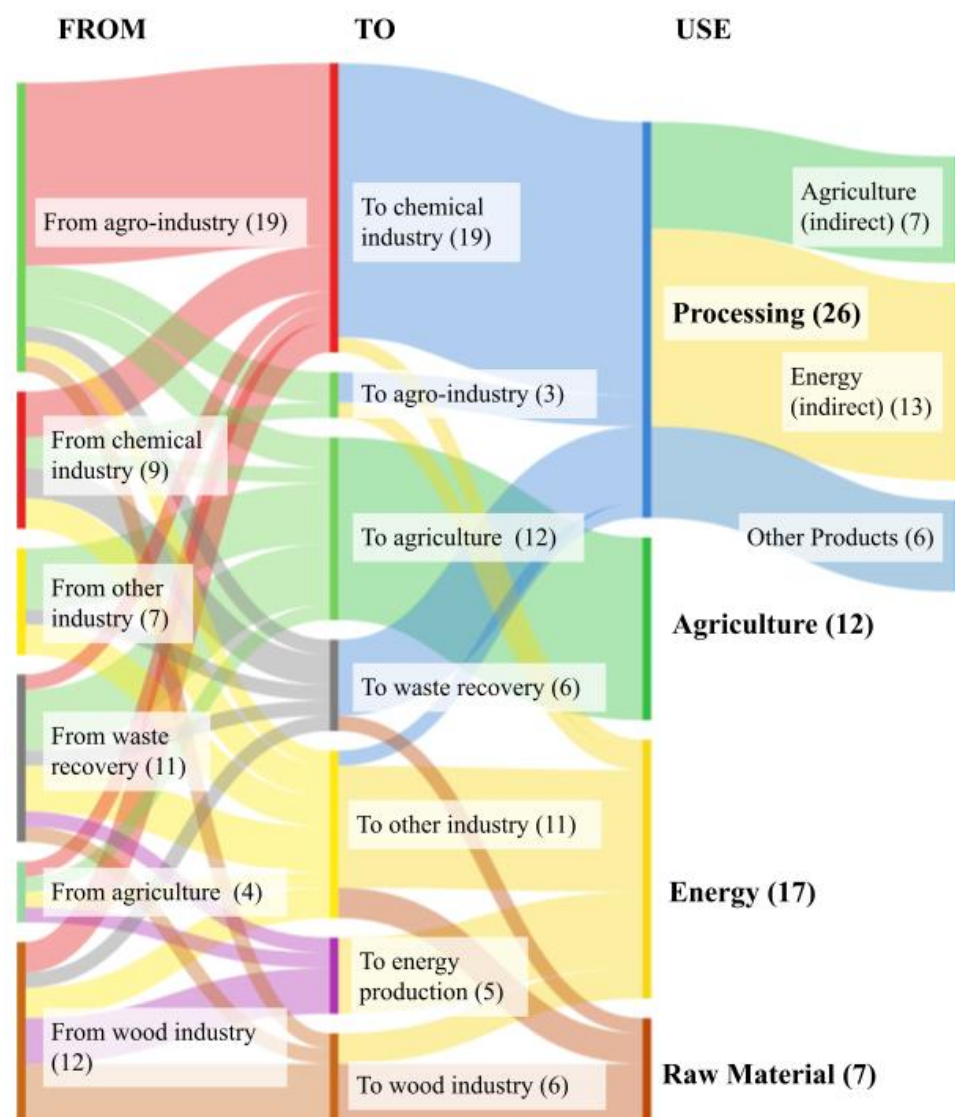 FROM
TO
USE
From agro-industry (19)
From chemical
industry (9)
From other
industry (7)
From waste
recovery (11)
From agriculture (4)
From wood industry
(12)
To chemical
industry (19)
To agro-industry (3)
To agriculture (12)
To waste recovery (6)
To other industry (11)
To energy
production (5)
To wood industry (6)
Processing (26)
Agriculture (12)
Energy (17)
Raw Material (7)
Agriculture
(indirect) (7)
Energy
(indirect) (13)
Other Products (6)